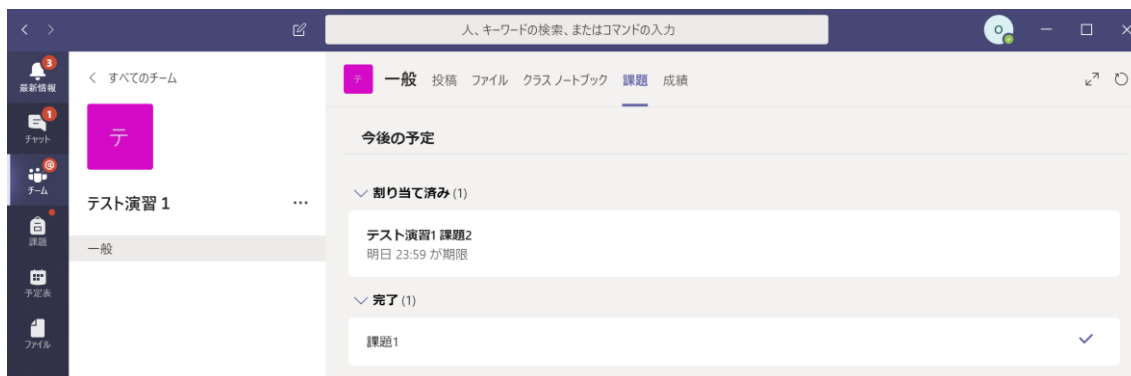 人、キーワードの検索、またはコマンドの入力
O
3
最新情報
1
チャット
@
チーム
課題
予定表
ファイル
すべてのチーム
テ
テスト演習 1
...
一般
テ 一般 投稿 ファイル クラス ノートブック 課題 成績
今後の予定
割り当て済み (1)
テスト演習1 課題2
明日 23:59 が期限
完了 (1)
課題1